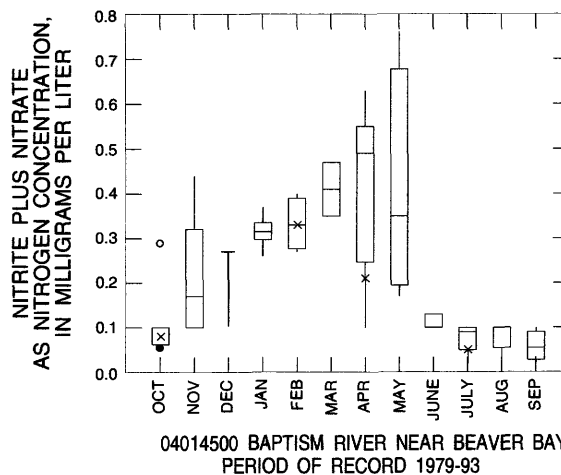 NITRITE PLUS NITRATE
AS NITROGEN CONCENTRATION,
IN MILLIGRAMS PER LITER
0.8
0.7
0.6
0.5
0.4
0.3
0.2
0.1
0.0
OCT
NOV
DEC
JAN
FEB
MAR
APR
MAY
JUNE
JULY
AUG
SEP
04014500 BAPTISM RIVER NEAR BEAVER BAY
PERIOD OF RECORD 1979-93